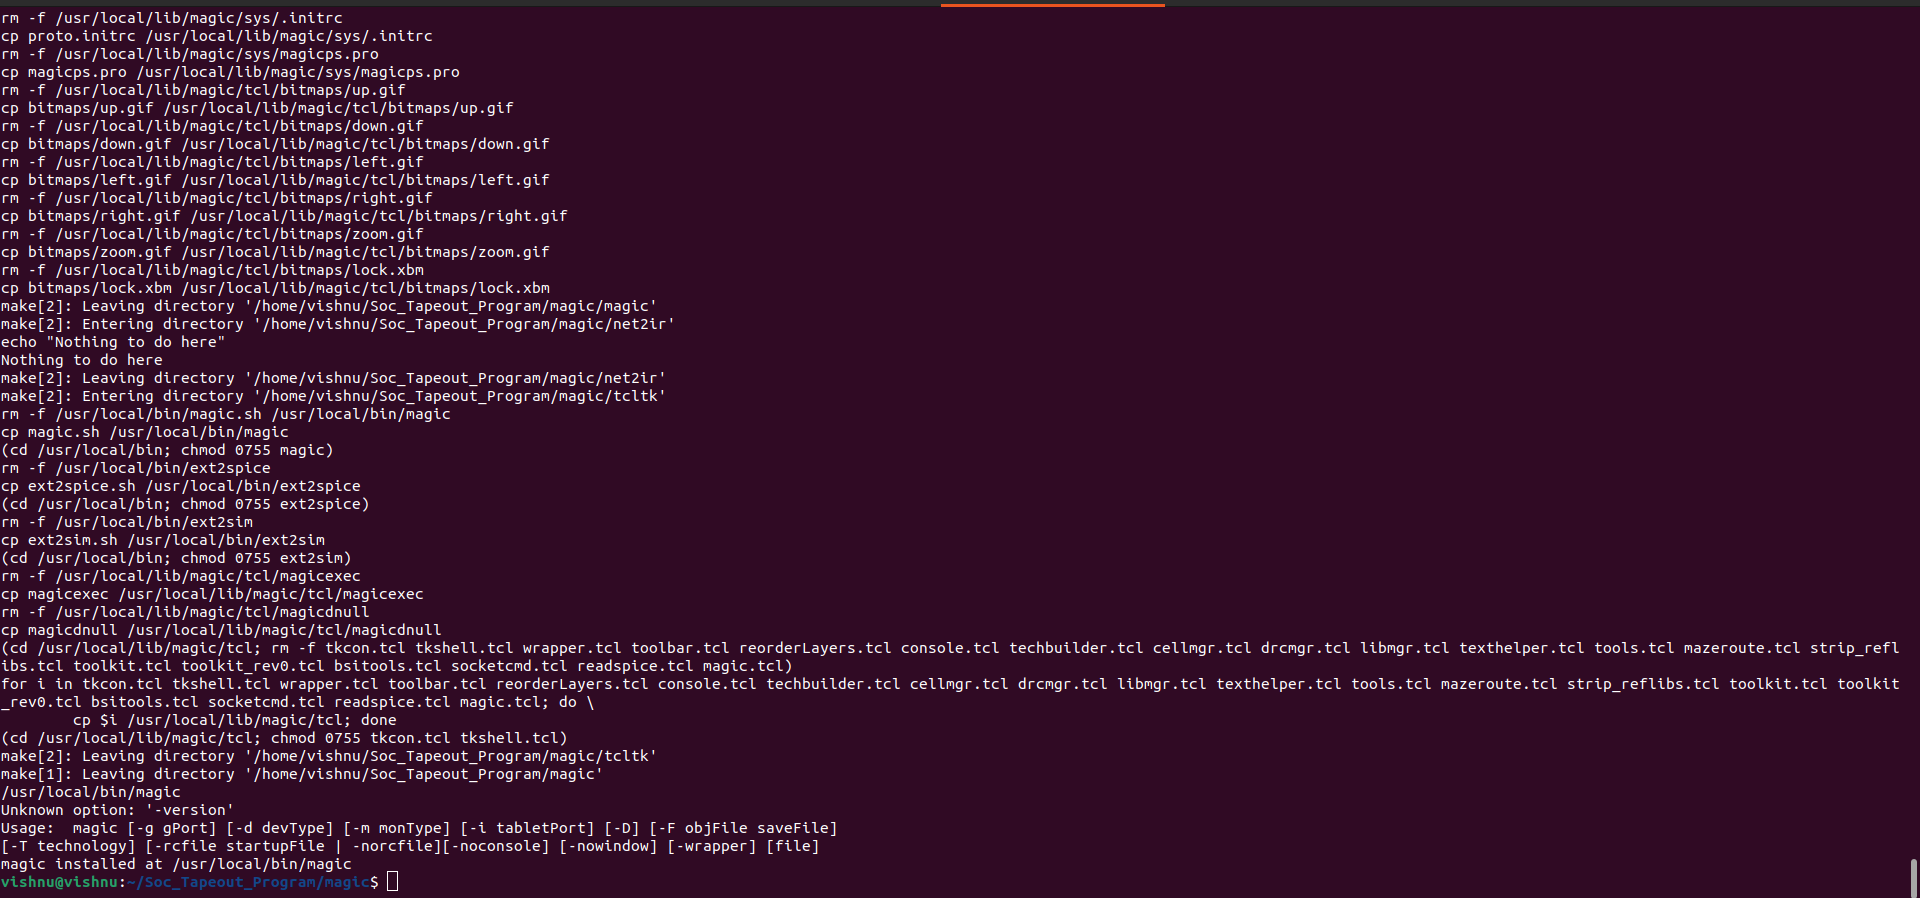 rm -f /usr/local/lib/magic/sys/.initrc
cp proto.initrc /usr/local/lib/magic/sys/.initrc
rm -f /usr/local/lib/magic/sys/magicps.pro
cp magicps.pro /usr/local/lib/magic/sys/magicps.pro
rm -f /usr/local/lib/magic/tcl/bitmaps/up.gif
cp bitmaps/up.gif /usr/local/lib/magic/tcl/bitmaps/up.gif
rm -f /usr/local/lib/magic/tcl/bitmaps/down.gif
cp bitmaps/down.gif /usr/local/lib/magic/tcl/bitmaps/down.gif
rm -f /usr/local/lib/magic/tcl/bitmaps/left.gif
cp bitmaps/left.gif /usr/local/lib/magic/tcl/bitmaps/left.gif
rm -f /usr/local/lib/magic/tcl/bitmaps/right.gif
cp bitmaps/right.gif /usr/local/lib/magic/tcl/bitmaps/right.gif
rm -f /usr/local/lib/magic/tcl/bitmaps/zoom.gif
cp bitmaps/zoom.gif /usr/local/lib/magic/tcl/bitmaps/zoom.gif
rm -f /usr/local/lib/magic/tcl/bitmaps/lock.xbm
cp bitmaps/lock.xbm /usr/local/lib/magic/tcl/bitmaps/lock.xbm
make[2]: Leaving directory '/home/vishnu/Soc_Tapeout_Program/magic/magic'
make[2]: Entering directory '/home/vishnu/Soc_Tapeout_Program/magic/net2ir'
echo "Nothing to do here"
Nothing to do here
make[2]: Leaving directory '/home/vishnu/Soc_Tapeout_Program/magic/net2ir'
make[2]: Entering directory '/home/vishnu/Soc_Tapeout_Program/magic/tcltk'
rm -f /usr/local/bin/magic.sh /usr/local/bin/magic
cp magic.sh /usr/local/bin/magic
(cd /usr/local/bin; chmod 0755 magic)
rm -f /usr/local/bin/ext2spice
cp ext2spice.sh /usr/local/bin/ext2spice
(cd /usr/local/bin; chmod 0755 ext2spice)
rm -f /usr/local/bin/ext2sim
cp ext2sim.sh /usr/local/bin/ext2sim
(cd /usr/local/bin; chmod 0755 ext2sim)
rm -f /usr/local/lib/magic/tcl/magicexec
cp magicexec /usr/local/lib/magic/tcl/magicexec
rm -f /usr/local/lib/magic/tcl/magicdnull
cp magicdnull /usr/local/lib/magic/tcl/magicdnull
(cd /usr/local/lib/magic/tcl; rm -f tkcon.tcl tkshell.tcl wrapper.tcl toolbar.tcl reorderLayers.tcl console.tcl techbuilder.tcl cellmgr.tcl drcmgr.tcl libmgr.tcl texthelper.tcl tools.tcl mazeroute.tcl strip_refl
ibs.tcl toolkit.tcl toolkit_rev0.tcl bsitools.tcl socketcmd.tcl readspice.tcl magic.tcl)
for i in tkcon.tcl tkshell.tcl wrapper.tcl toolbar.tcl reorderLayers.tcl console.tcl techbuilder.tcl cellmgr.tcl drcmgr.tcl libmgr.tcl texthelper.tcl tools.tcl mazeroute.tcl strip_reflibs.tcl toolkit.tcl toolkit
_rev0.tcl bsitools.tcl socketcmd.tcl readspice.tcl magic.tcl; do \
        cp $i /usr/local/lib/magic/tcl; done
(cd /usr/local/lib/magic/tcl; chmod 0755 tkcon.tcl tkshell.tcl)
make[2]: Leaving directory '/home/vishnu/Soc_Tapeout_Program/magic/tcltk'
make[1]: Leaving directory '/home/vishnu/Soc_Tapeout_Program/magic'
/usr/local/bin/magic
Unknown option: '-version'
Usage:  magic [-g gPort] [-d devType] [-m monType] [-i tabletPort] [-D] [-F objFile saveFile]
[-T technology] [-rcfile startupFile | -norcfile][-noconsole] [-nowindow] [-wrapper] [file]
magic installed at /usr/local/bin/magic
vishnu@vishnu:~/Soc_Tapeout_Program/magic$